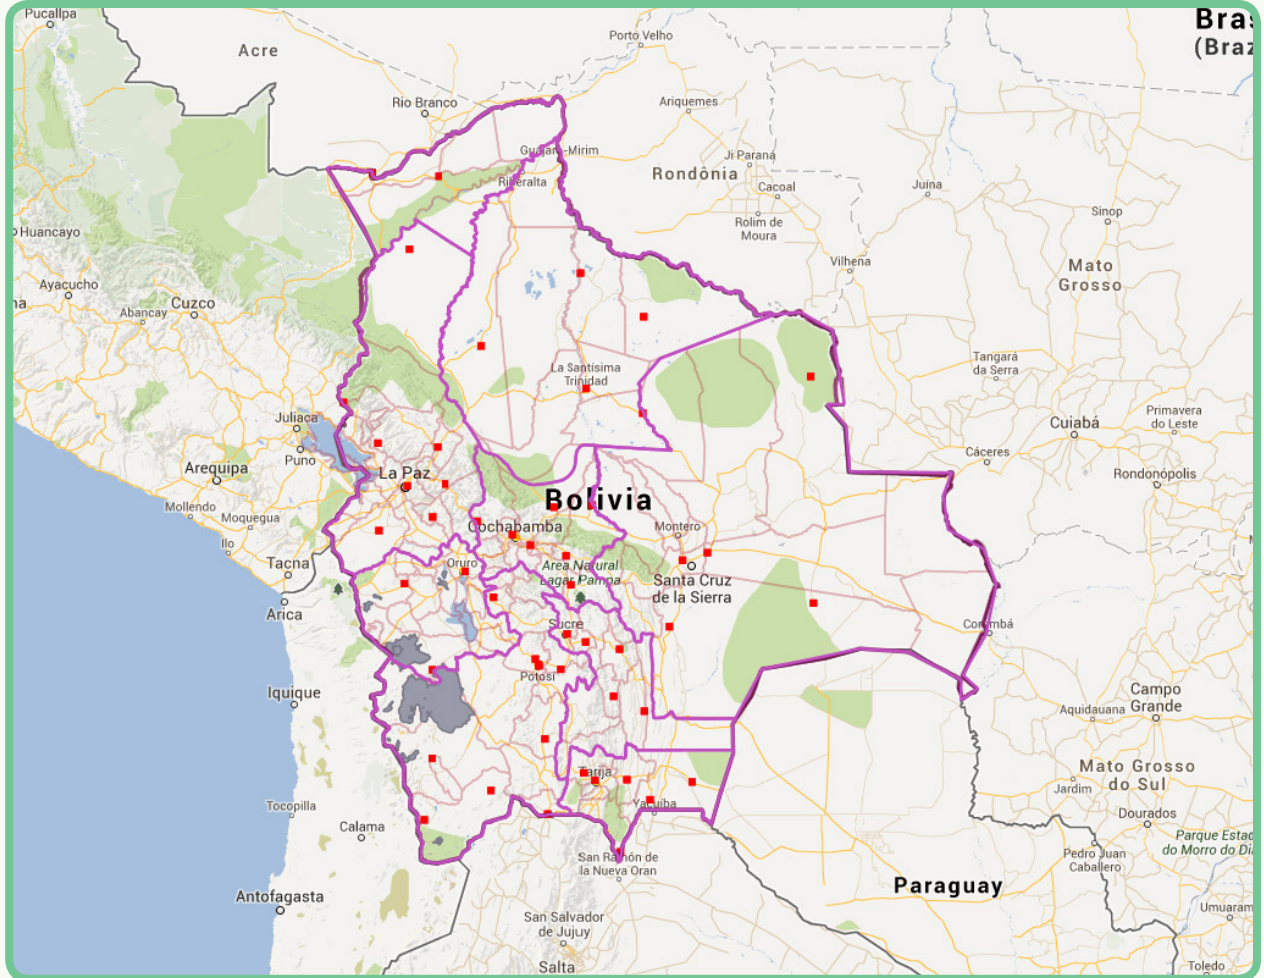 Pucallpa
Bras
(Braz
Acre
Porto Velho
Rio Branco
Ariquemes
Guajará-Mirim
Ji Paraná
Riberalta
Rondônia
Cacoal
Juína
Rolim de
Moura
Sinop
Huancayo
Vilhena
Mato
Grosso
Ayacucho
Cuzco
Abancay
na
La Santísima
Trinidad
Tangará
da Serra
Juliaca
Cuiabá
Primavera
do Leste
Puno
Cáceres
Arequipa
La Paz
Rondonópolis
Bolivia
Mollendo
Moquegua
Cochabamba
Montero
Ilo
Tacna
Oruro
Área Natural
Lagar Pampa
Santa Cruz
de la Sierra
Arica
Sucre
Corumbá
Iquique
Potosí
Campo
Grande
Aquidauana
Tarija
Mato Grosso
do Sul
Jardim
Tocopilla
Yacuiba
Dourados
Calama
Parque Estad
do Morro do Dia
San Ramón de
la Nueva Oran
Pedro Juan
Caballero
Antofagasta
Paraguay
Umuaram
San Salvador
de Jujuy
Salta
Toledo